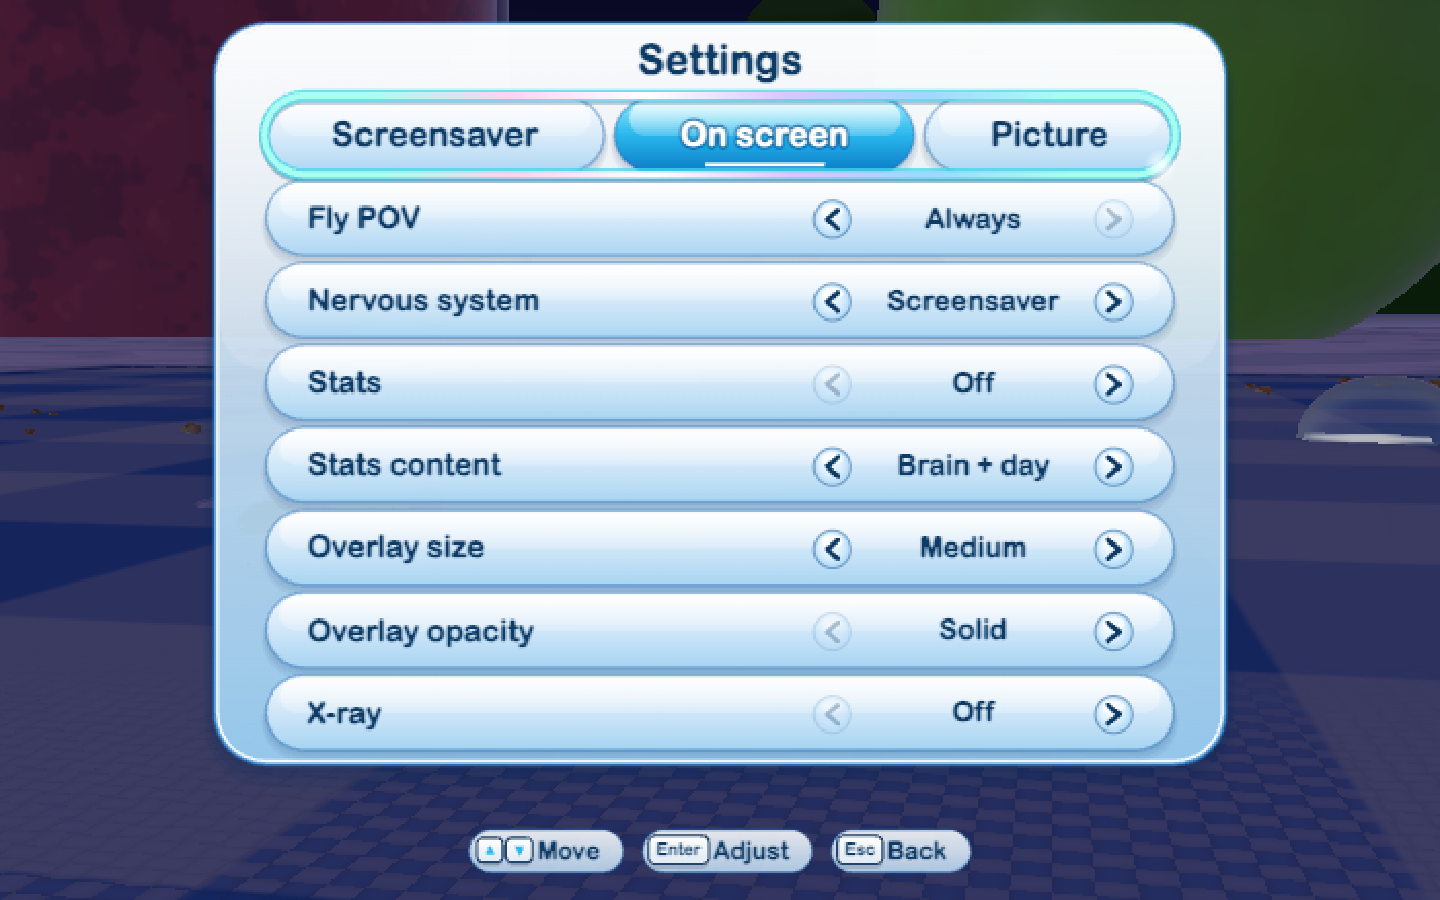 Settings
Screensaver On screen Picture
Fly POV < Always >
Nervous system < Screensaver >
Stats < Off >
Stats content < Brain + day >
Overlay size < Medium >
Overlay opacity < Solid >
X-ray < Off >
▲ ▼ Move Enter Adjust Esc Back